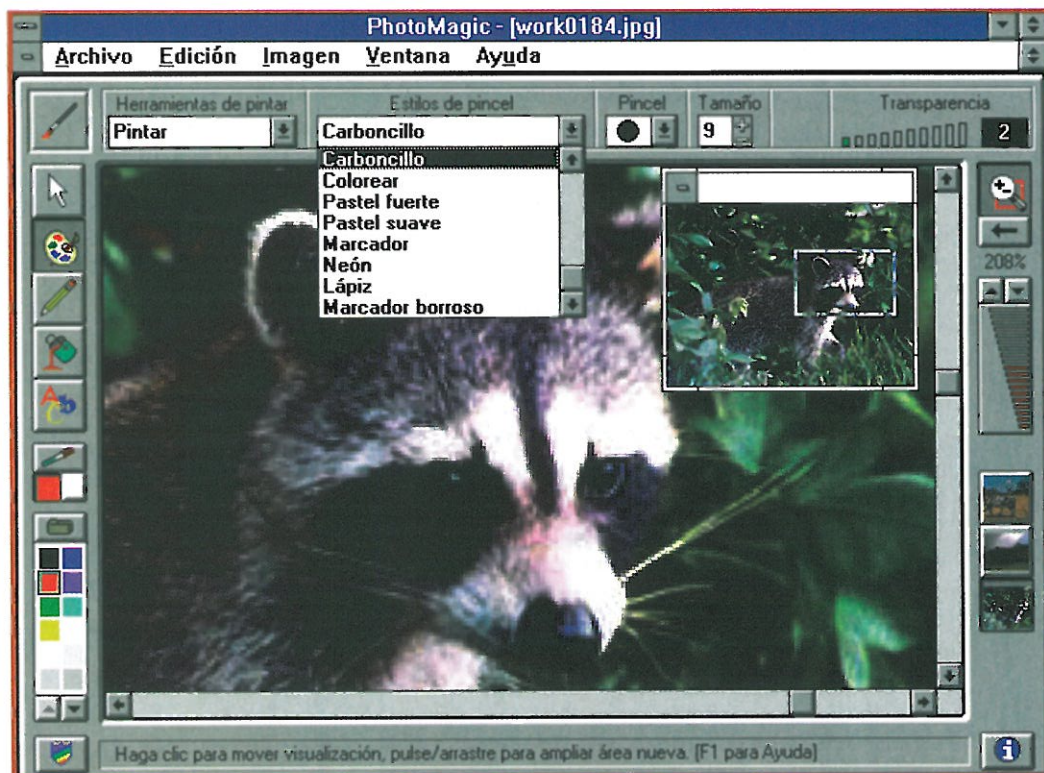 PhotoMagic - [work0184.jpg]
Archivo Edición Imagen Ventana Ayuda
Herramientas de pintar Estilos de pincel Pincel Tamaño Transparencia
Pintar Carboncillo 9 2
Carboncillo
Colorear
Pastel fuerte
Pastel suave
Marcador
Neón
Lápiz
Marcador borroso
208%
Haga clic para mover visualización, pulse/arrastre para ampliar área nueva. [F1 para Ayuda]